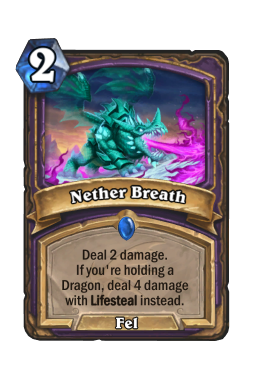 2
Nether Breath
Deal 2 damage.
If you're holding a
Dragon, deal 4 damage
with Lifesteal instead.
Fel